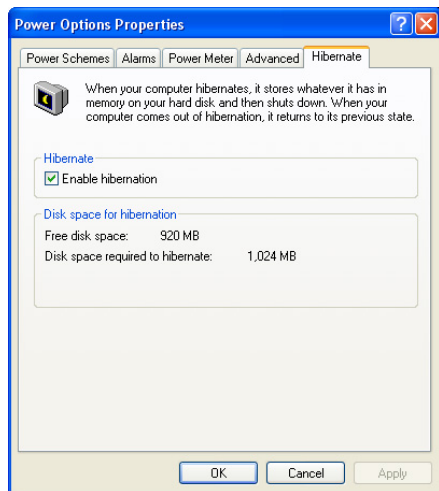 Power Options Properties
Power Schemes Alarms Power Meter Advanced Hibernate
When your computer hibernates, it stores whatever it has in
memory on your hard disk and then shuts down. When your
computer comes out of hibernation, it returns to its previous state.
Hibernate
Enable hibernation
Disk space for hibernation
Free disk space: 920 MB
Disk space required to hibernate: 1,024 MB
OK Cancel Apply